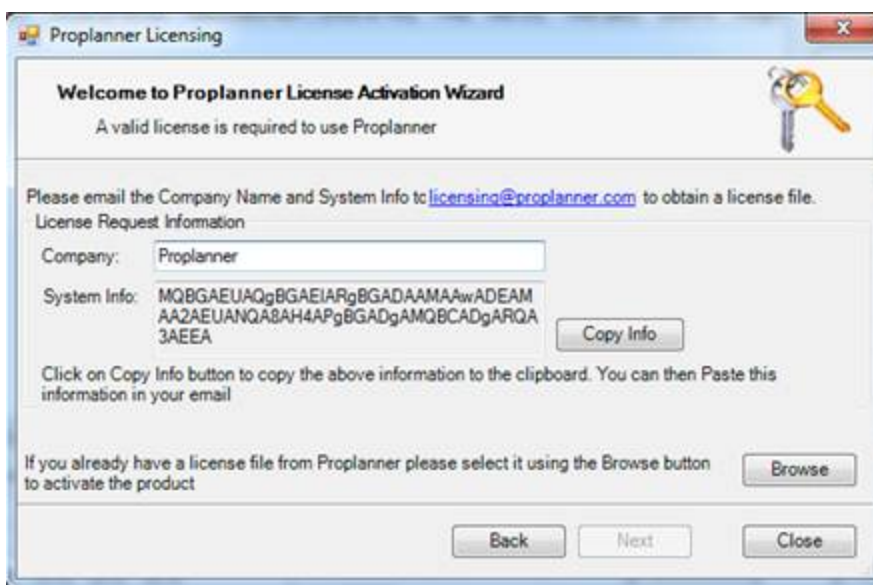 Proplanner Licensing
Welcome to Proplanner License Activation Wizard
A valid license is required to use Proplanner
Please email the Company Name and System Info to licensing@proplanner.com to obtain a license file.
License Request Information
Company: Proplanner
System Info: MQBGAEUAQgBGAEIARgBGADAAMAAwADEAM
AA2AEUANQA8AH4APgBGADgAMQBCADgARQA
3AEEA
Copy Info
Click on Copy Info button to copy the above information to the clipboard. You can then Paste this
information in your email
If you already have a license file from Proplanner please select it using the Browse button
to activate the product
Browse
Back Next Close